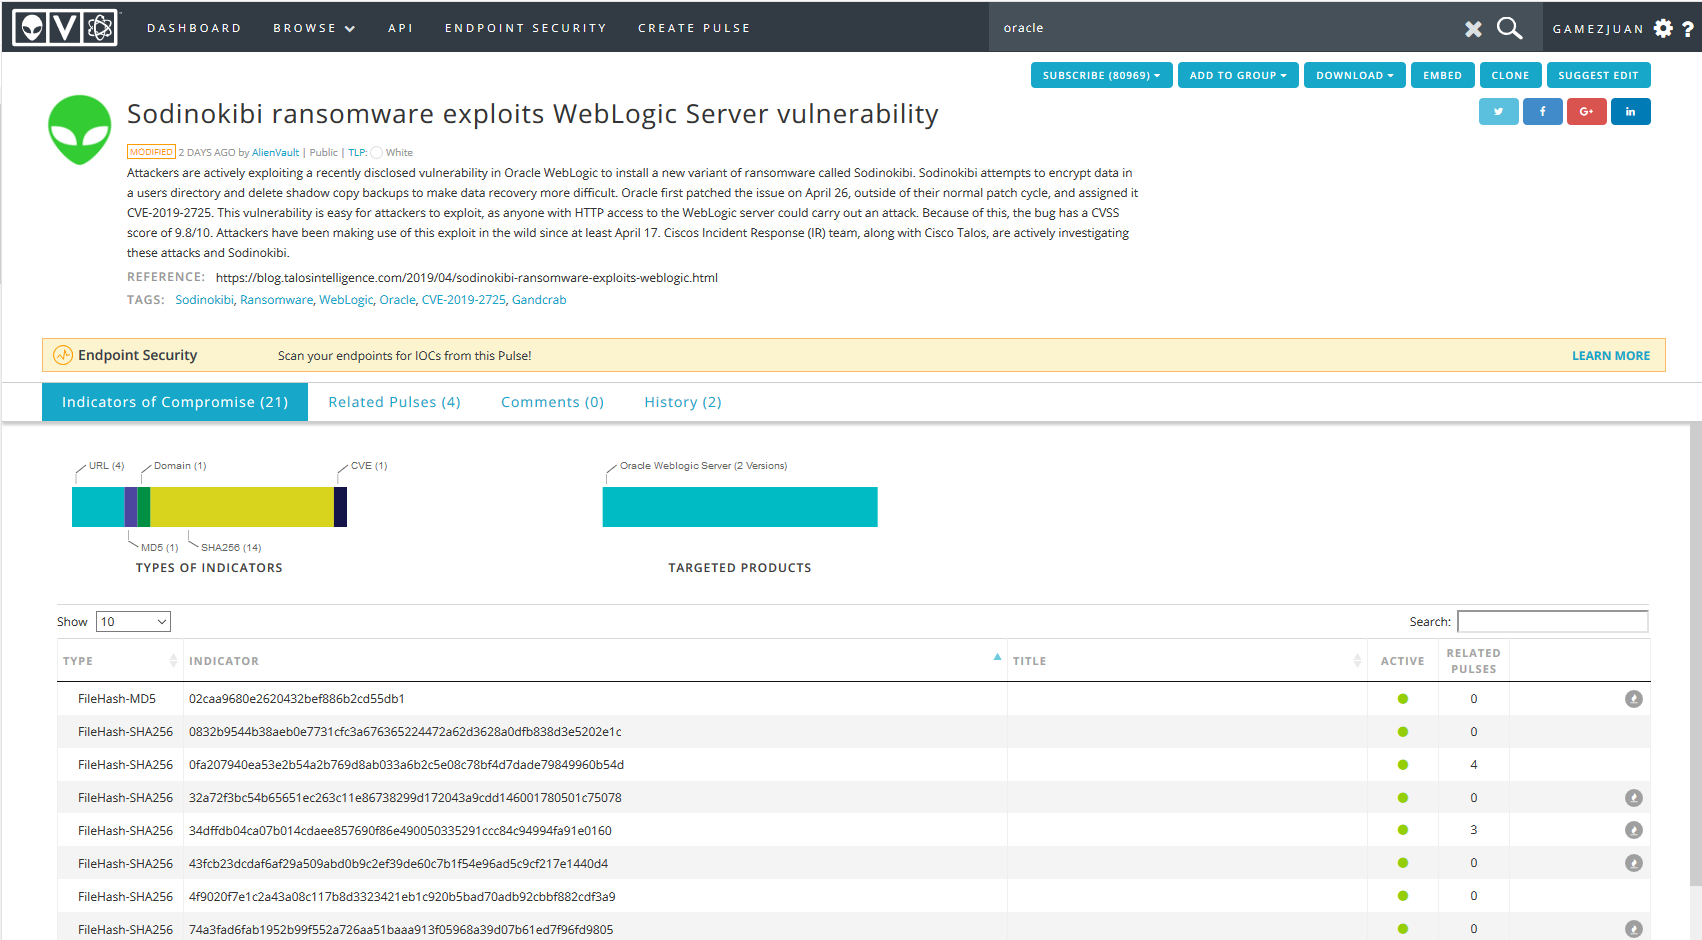 V
DASHBOARD BROWSE API ENDPOINT SECURITY CREATE PULSE oracle GAMEZJUAN ?
SUBSCRIBE (80969) ADD TO GROUP DOWNLOAD EMBED CLONE SUGGEST EDIT
Sodinokibi ransomware exploits WebLogic Server vulnerability
f G+ in
MODIFIED 2 DAYS AGO by AlienVault | Public | TLP: White
Attackers are actively exploiting a recently disclosed vulnerability in Oracle WebLogic to install a new variant of ransomware called Sodinokibi. Sodinokibi attempts to encrypt data in
a users directory and delete shadow copy backups to make data recovery more difficult. Oracle first patched the issue on April 26, outside of their normal patch cycle, and assigned it
CVE-2019-2725. This vulnerability is easy for attackers to exploit, as anyone with HTTP access to the WebLogic server could carry out an attack. Because of this, the bug has a CVSS
score of 9.8/10. Attackers have been making use of this exploit in the wild since at least April 17. Ciscos Incident Response (IR) team, along with Cisco Talos, are actively investigating
these attacks and Sodinokibi.
REFERENCE: https://blog.talosintelligence.com/2019/04/sodinokibi-ransomware-exploits-weblogic.html
TAGS: Sodinokibi, Ransomware, WebLogic, Oracle, CVE-2019-2725, Gandcrab
Endpoint Security Scan your endpoints for IOCs from this Pulse! LEARN MORE
Indicators of Compromise (21) Related Pulses (4) Comments (0) History (2)
URL (4) Domain (1) CVE (1) Oracle Weblogic Server (2 Versions)
MD5 (1) SHA256 (14)
TYPES OF INDICATORS TARGETED PRODUCTS
Show 10 Search:
TYPE INDICATOR TITLE ACTIVE RELATED PULSES
FileHash-MD5 02caa9680e2620432bef886b2cd55db1 0
FileHash-SHA256 0832b9544b38aeb0e7731cfc3a676365224472a62d3628a0dfb838d3e5202e1c 0
FileHash-SHA256 0fa207940ea53e2b54a2b769d8ab033a6b2c5e08c78bf4d7dade79849960b54d 4
FileHash-SHA256 32a72f3bc54b65651ec263c11e86738299d172043a9cdd146001780501c75078 0
FileHash-SHA256 34dffdb04ca07b014cdaee857690f86e490050335291ccc84c94994fa91e0160 3
FileHash-SHA256 43fcb23dcdaf6af29a509abd0b9c2ef39de60c7b1f54e96ad5c9cf217e1440d4 0
FileHash-SHA256 4f9020f7e1c2a43a08c117b8d3323421eb1c920b5bad70adb92cbbf882cdf3a9 0
FileHash-SHA256 74a3fad6fab1952b99f552a726aa51baaa913f05968a39d07b61ed7f96fd9805 0